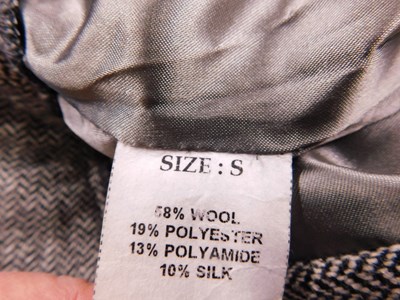 SIZE : S
58% WOOL
19% POLYESTER
13% POLYAMIDE
10% SILK